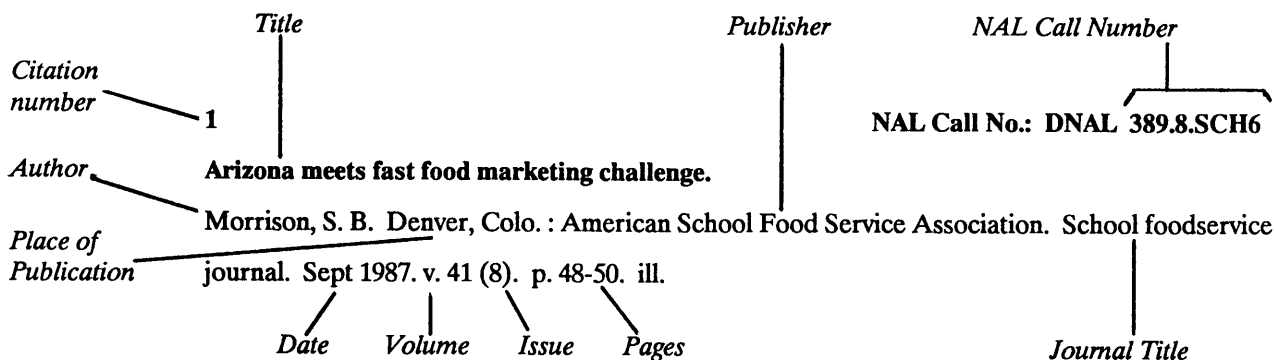 Title
Publisher
NAL Call Number
Citation
number
1
NAL Call No.: DNAL 389.8.SCH6
Author
Arizona meets fast food marketing challenge.
Morrison, S. B. Denver, Colo. : American School Food Service Association. School foodservice
Place of
Publication
journal. Sept 1987. v. 41 (8). p. 48-50. ill.
Date Volume Issue Pages
Journal Title